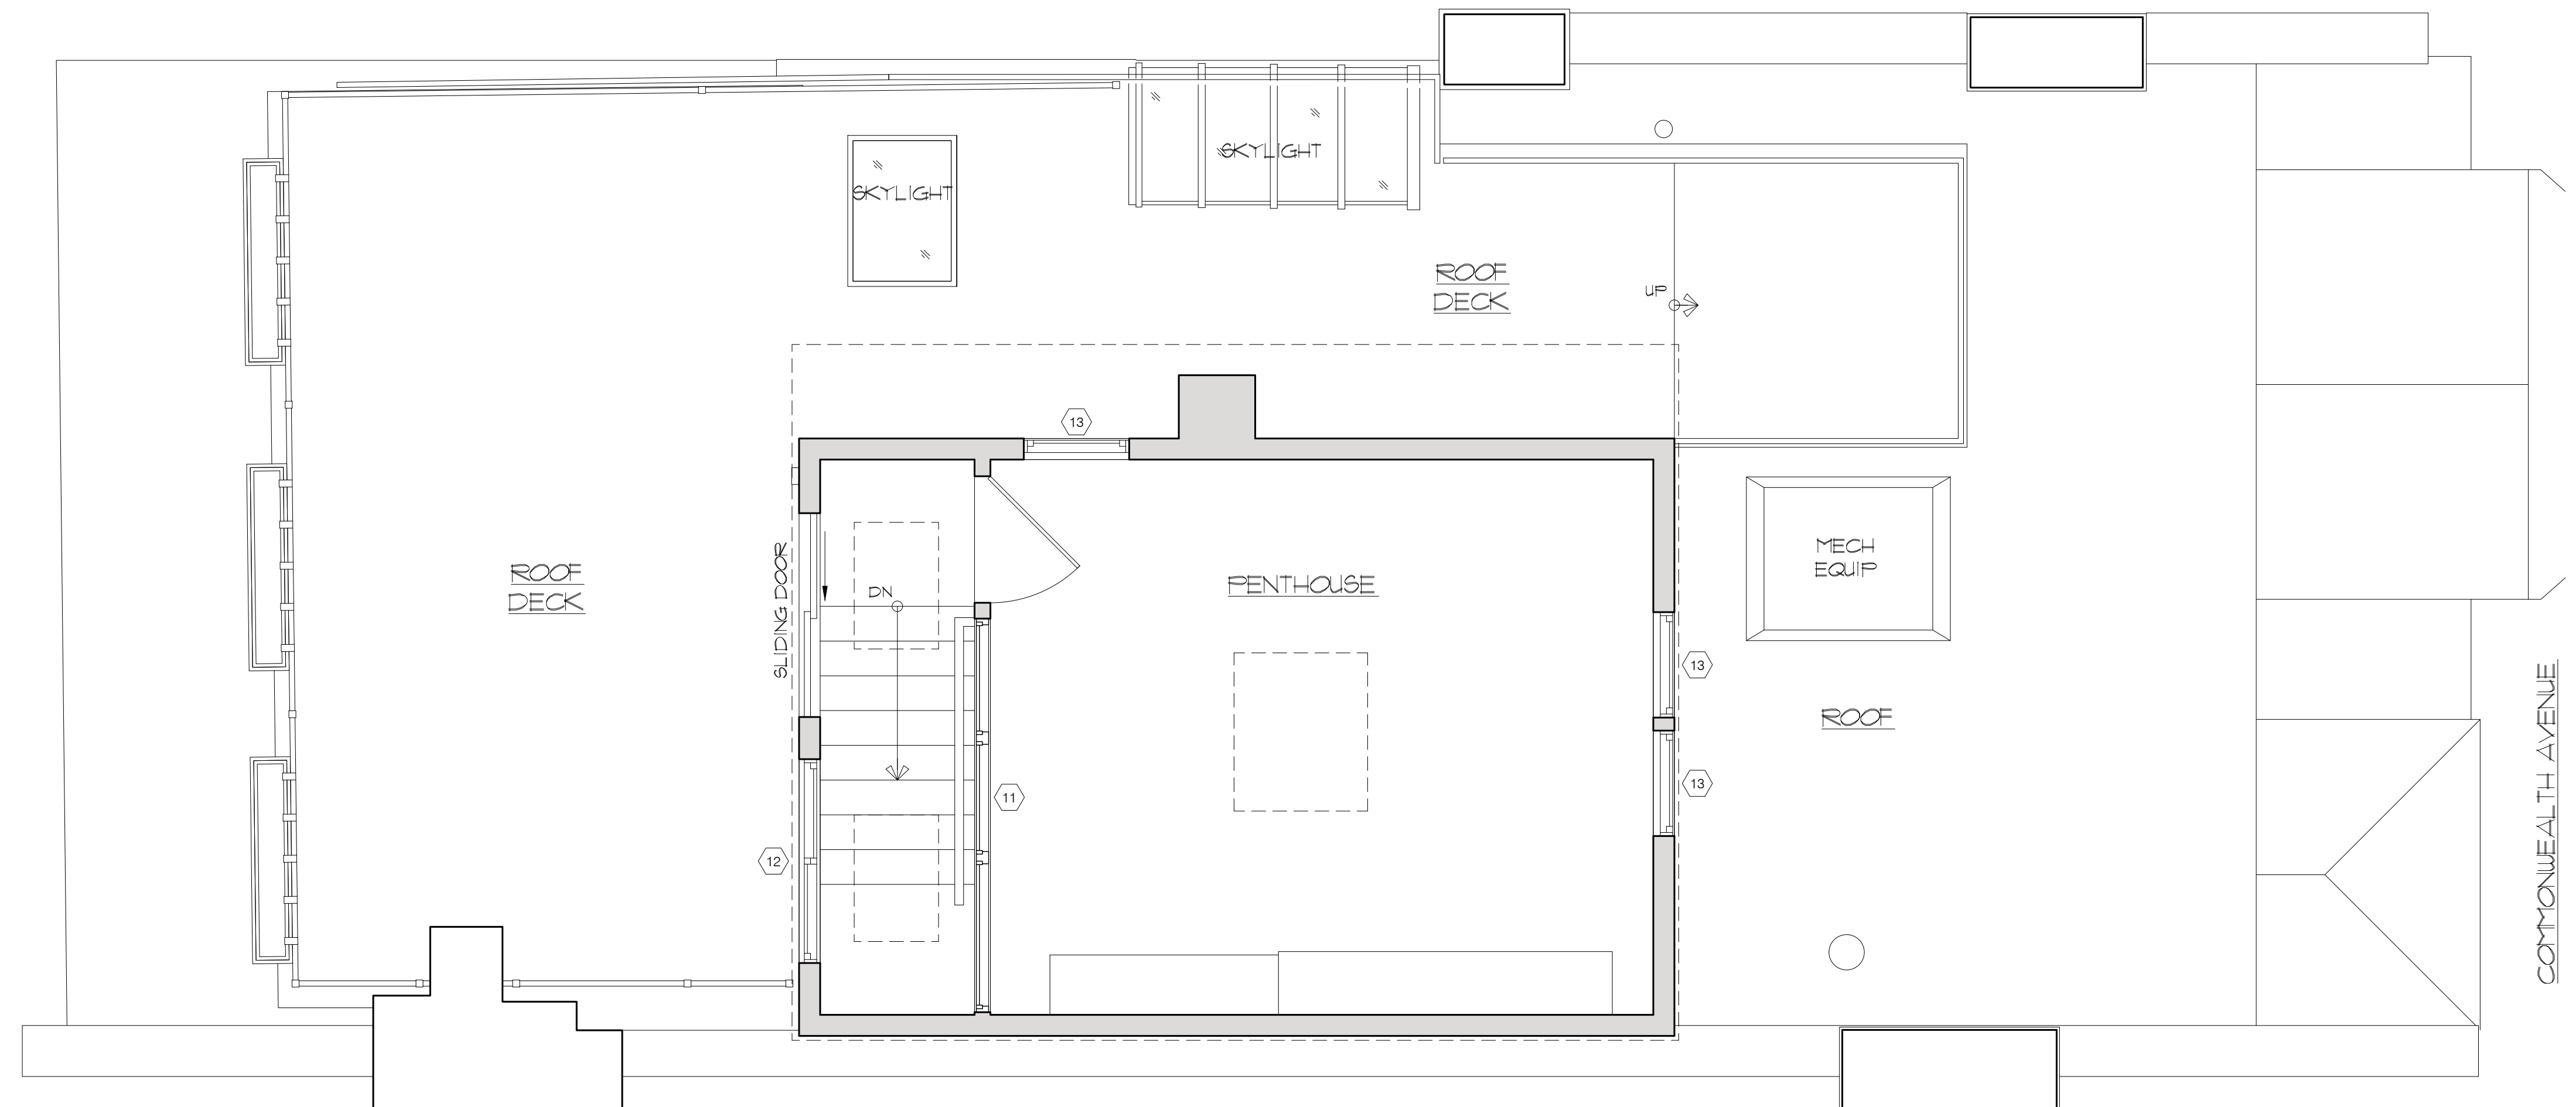 SKYLIGHT
SKYLIGHT
ROOF
DECK
UP
13
SLIDING DOOR
DN
ROOF
DECK
PENTHOUSE
MECH
EQUIP
13
ROOF
13
11
12
COMMONWEALTH AVENUE